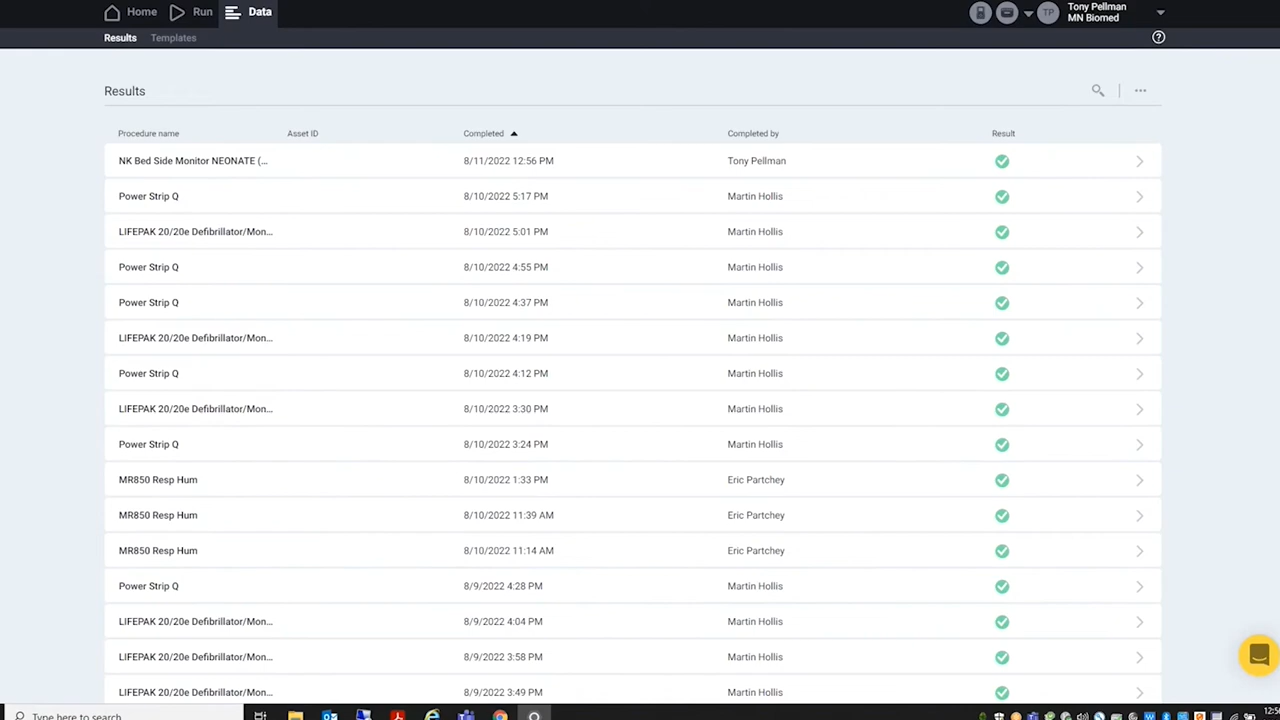 Home Run Data TP Tony Pellman
MN Biomed
Results Templates
Results
Procedure name Asset ID Completed Completed by Result
NK Bed Side Monitor NEONATE (... 8/11/2022 12:56 PM Tony Pellman
Power Strip Q 8/10/2022 5:17 PM Martin Hollis
LIFEPAK 20/20e Defibrillator/Mon... 8/10/2022 5:01 PM Martin Hollis
Power Strip Q 8/10/2022 4:55 PM Martin Hollis
Power Strip Q 8/10/2022 4:37 PM Martin Hollis
LIFEPAK 20/20e Defibrillator/Mon... 8/10/2022 4:19 PM Martin Hollis
Power Strip Q 8/10/2022 4:12 PM Martin Hollis
LIFEPAK 20/20e Defibrillator/Mon... 8/10/2022 3:30 PM Martin Hollis
Power Strip Q 8/10/2022 3:24 PM Martin Hollis
MR850 Resp Hum 8/10/2022 1:33 PM Eric Partchey
MR850 Resp Hum 8/10/2022 11:39 AM Eric Partchey
MR850 Resp Hum 8/10/2022 11:14 AM Eric Partchey
Power Strip Q 8/9/2022 4:28 PM Martin Hollis
LIFEPAK 20/20e Defibrillator/Mon... 8/9/2022 4:04 PM Martin Hollis
LIFEPAK 20/20e Defibrillator/Mon... 8/9/2022 3:58 PM Martin Hollis
LIFEPAK 20/20e Defibrillator/Mon... 8/9/2022 3:49 PM Martin Hollis
Type here to search